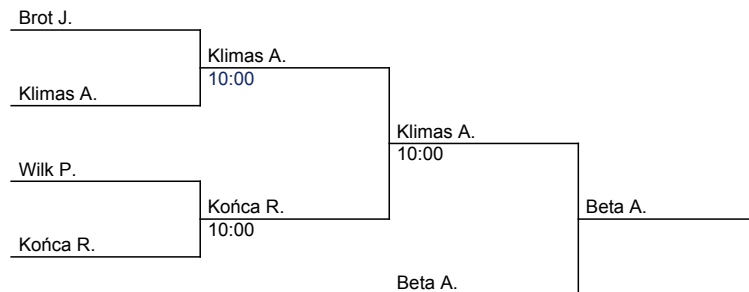 Brot J.
Klimas A.
10:00
Klimas A.
Klimas A.
10:00
Wilk P.
Końca R.
Beta A.
10:00
Końca R.
Beta A.